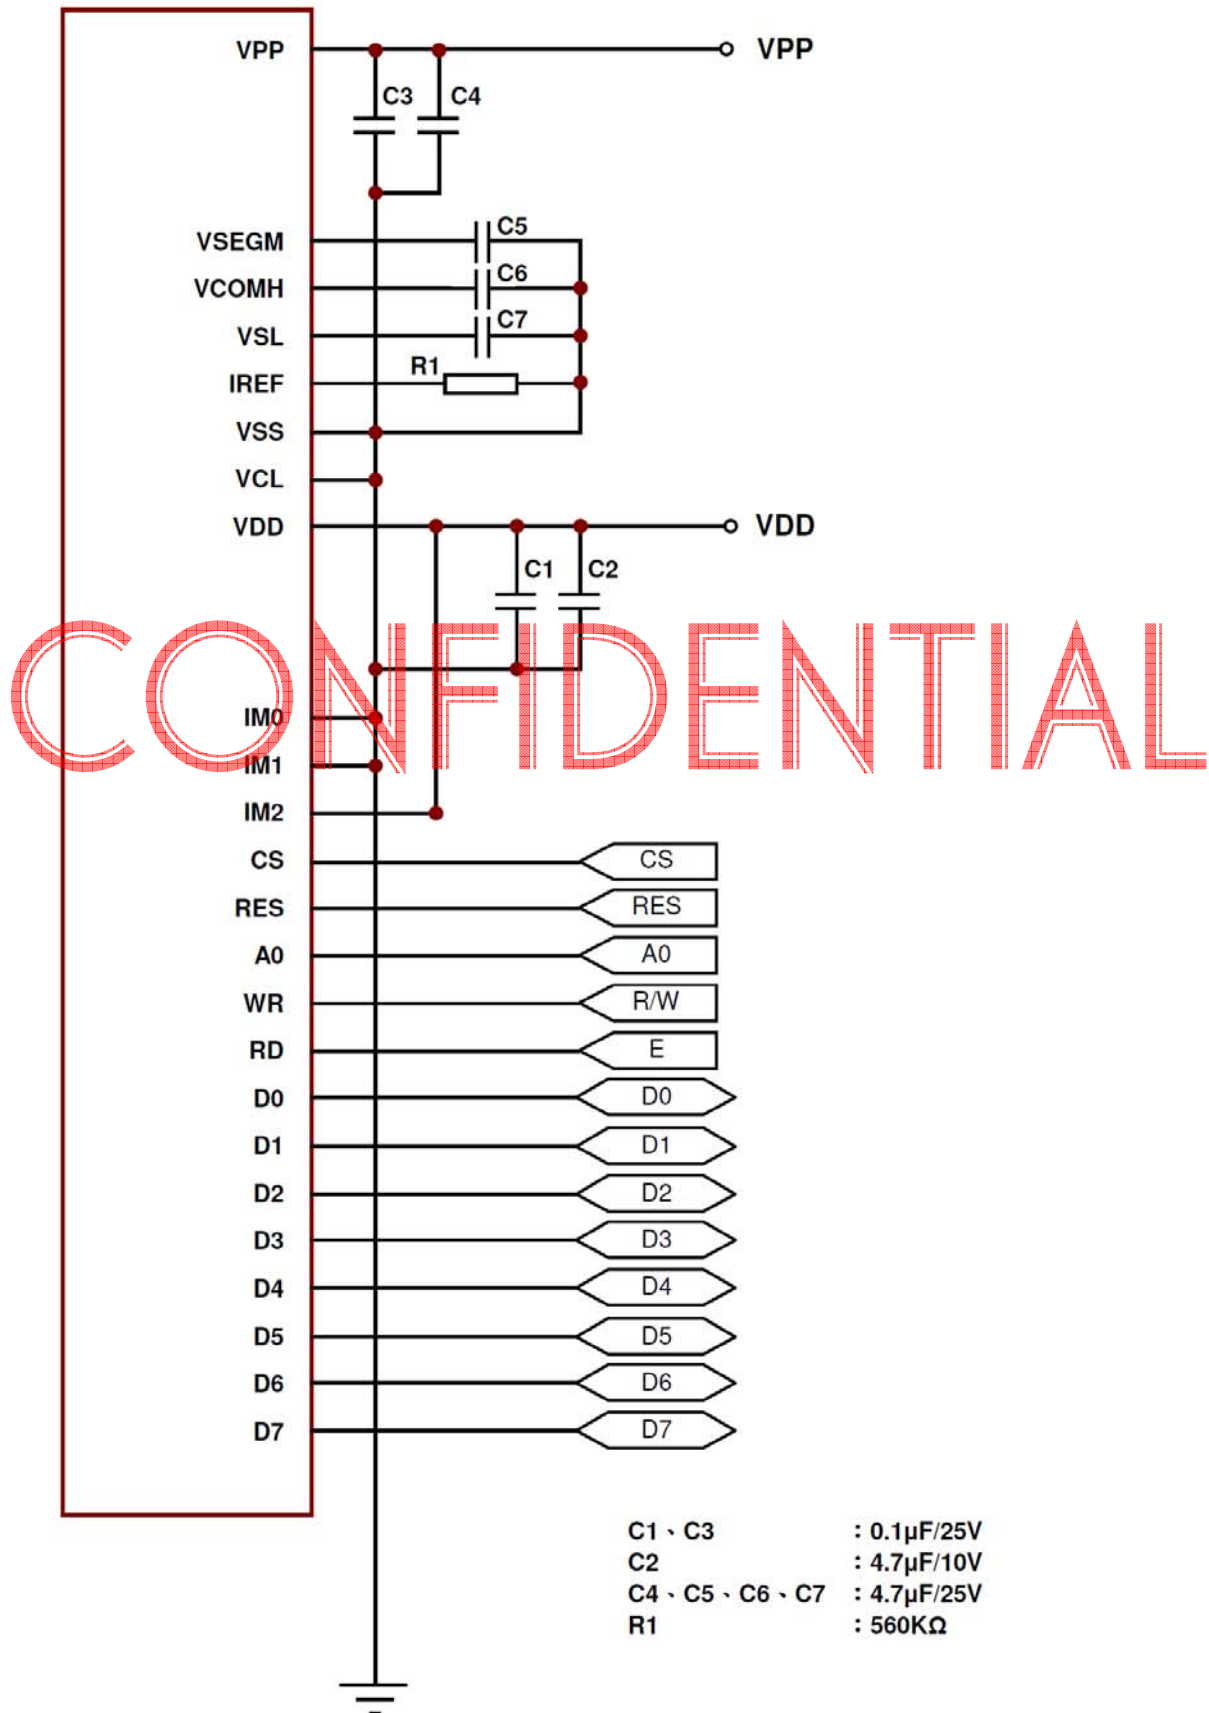 VPP
VPP
C3
C4
VSEGM
C5
VCOMH
C6
VSL
C7
IREF
R1
VSS
VCL
VDD
VDD
C1
C2
CONFIDENTIAL
IM0
IM1
IM2
CS
CS
RES
RES
A0
A0
WR
R/W
RD
E
D0
D0
D1
D1
D2
D2
D3
D3
D4
D4
D5
D5
D6
D6
D7
D7
C1、C3 : 0.1µF/25V
C2 : 4.7µF/10V
C4、C5、C6、C7 : 4.7µF/25V
R1 : 560KΩ